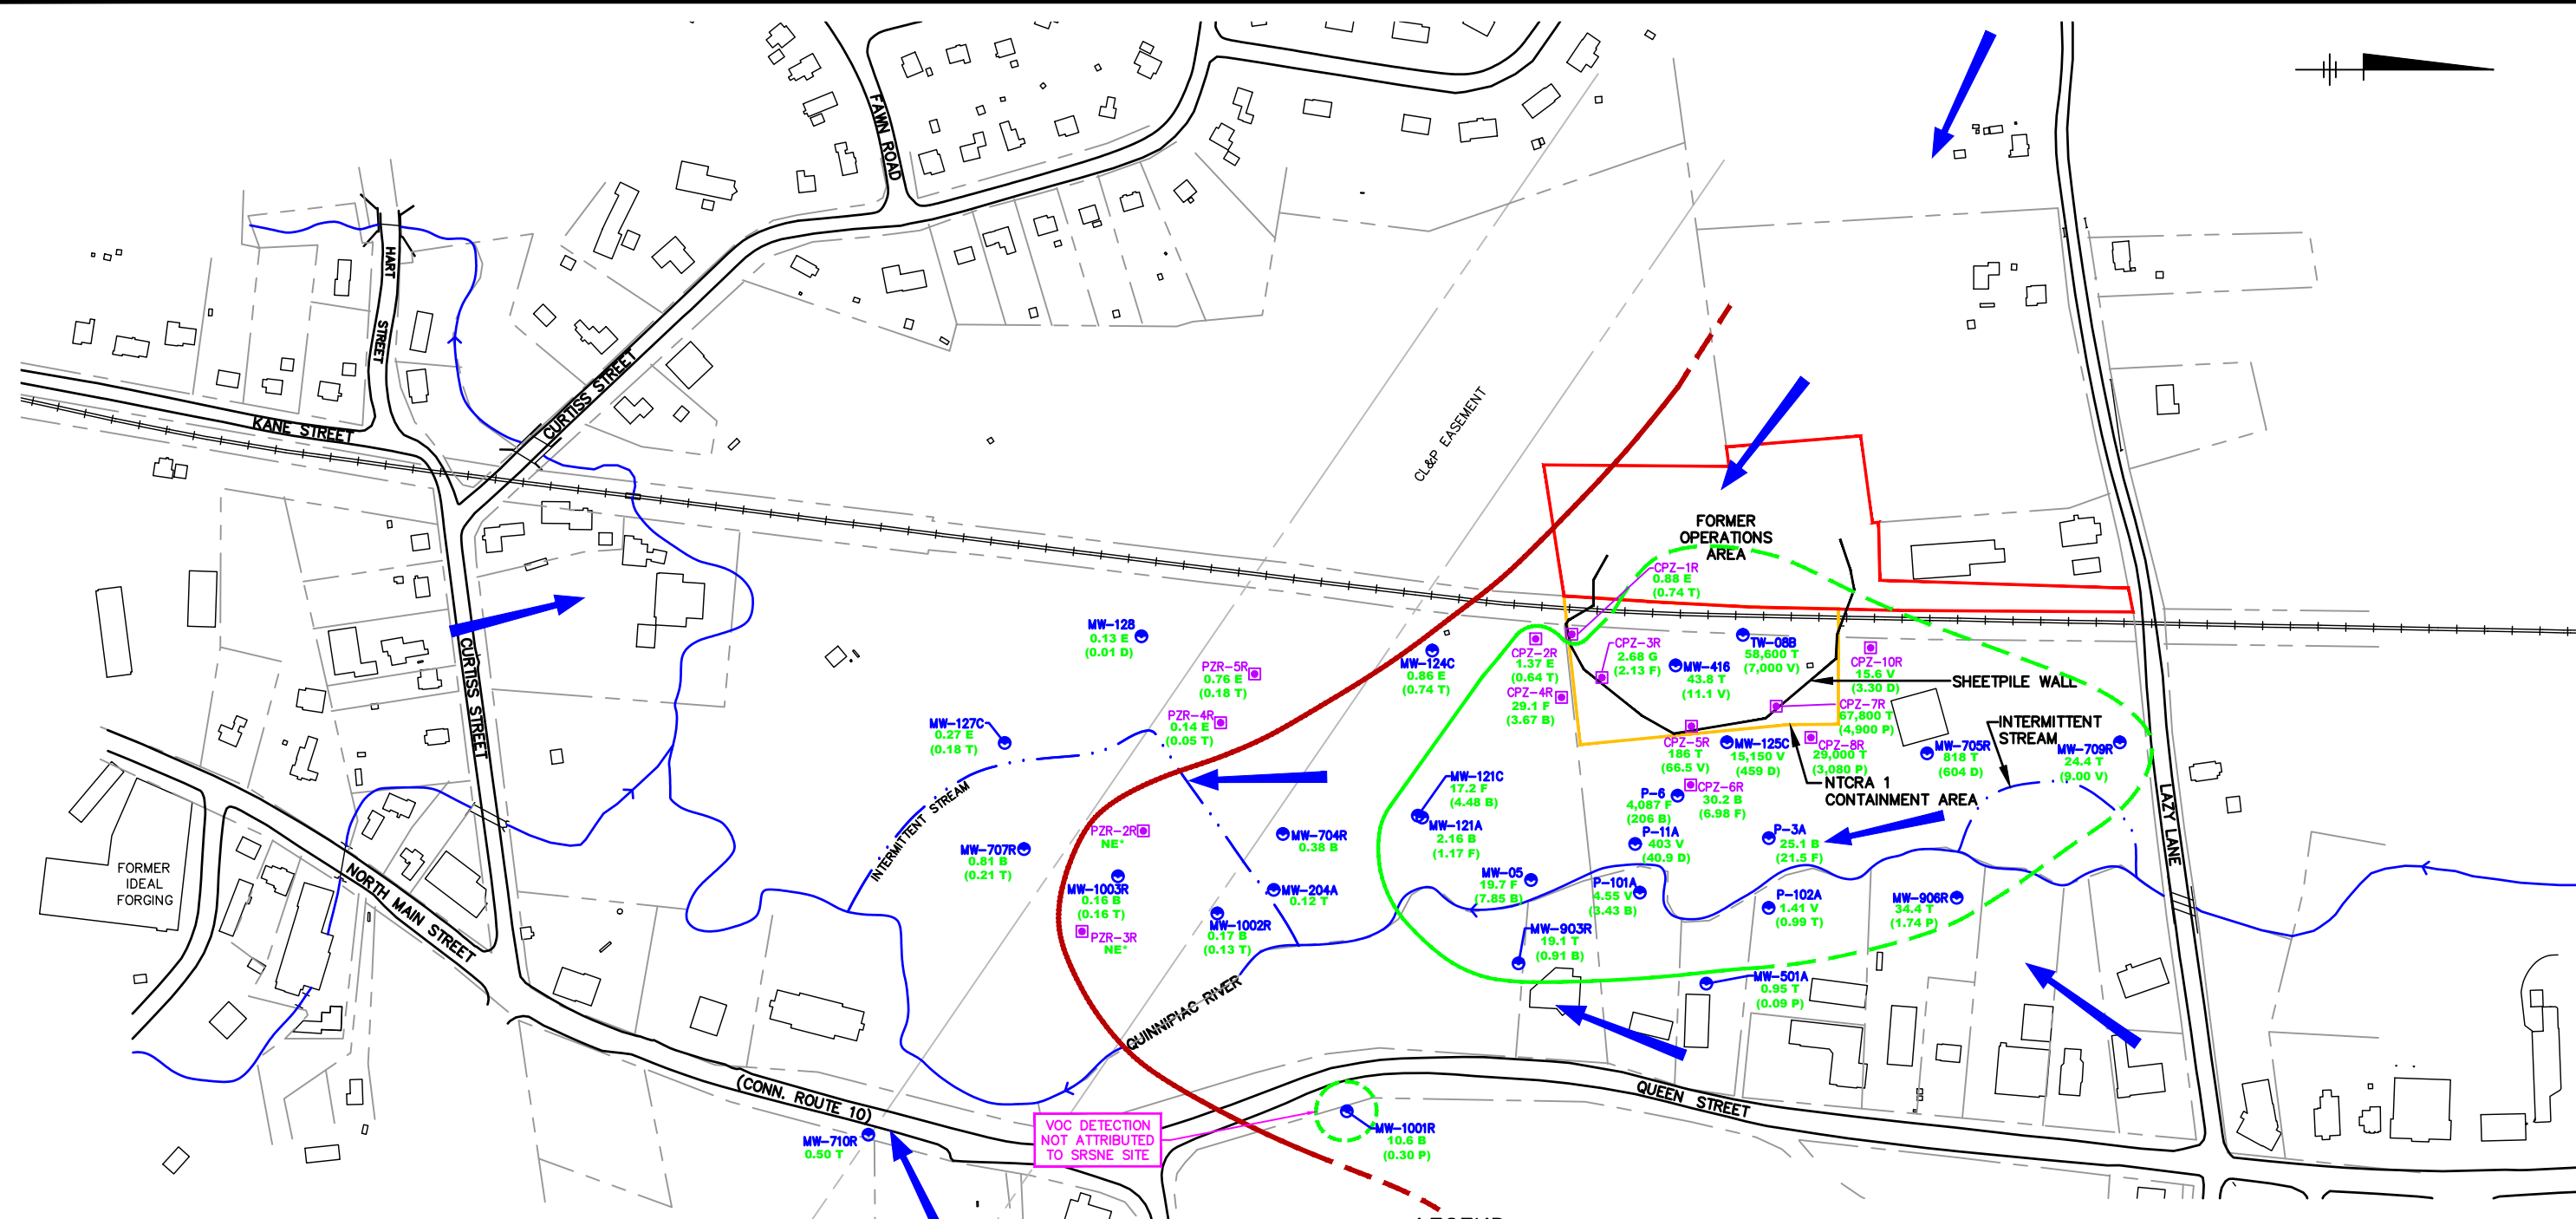 FAWN ROAD
HART
STREET
KANE STREET
CURTISS STREET
CURTISS STREET
CL&P EASEMENT
FORMER
OPERATIONS
AREA
CPZ-1R
0.88 E
(0.74 T)
MW-128
0.13 E
(0.01 D)
PZR-5R
0.76 E
(0.18 T)
PZR-4R
0.14 E
(0.05 T)
MW-127C
0.27 E
(0.18 T)
MW-124C
0.86 E
(0.74 T)
CPZ-2R
1.37 E
(0.64 T)
CPZ-3R
2.68 G
(2.13 F)
CPZ-4R
29.1 F
(3.67 B)
MW-416
43.8 T
(11.1 V)
TW-08B
58,600 T
(7,000 V)
CPZ-10R
15.6 V
(3.30 D)
SHEETPILE WALL
CPZ-7R
67,800 T
(4,900 P)
CPZ-5R
186 T
(66.5 V)
MW-125C
15,150 V
(459 D)
CPZ-8R
29,000 T
(3,080 P)
INTERMITTENT
STREAM
MW-705R
818 T
(604 D)
MW-709R
24.4 T
(9.00 V)
NTCRA 1
CONTAINMENT AREA
CPZ-6R
30.2 B
(6.98 F)
P-6
4,087 F
(206 B)
MW-121C
17.2 F
(4.48 B)
MW-121A
2.16 B
(1.17 F)
P-11A
403 V
(40.9 D)
P-3A
25.1 B
(21.5 F)
LAZY LANE
INTERMITTENT STREAM
PZR-2R
NE*
MW-704R
0.38 B
MW-707R
0.81 B
(0.21 T)
MW-1003R
0.16 B
(0.16 T)
MW-204A
0.12 T
MW-05
19.7 F
(7.85 B)
P-101A
4.55 V
(3.43 B)
P-102A
1.41 V
(0.99 T)
MW-906R
34.4 T
(1.74 P)
PZR-3R
NE*
MW-1002R
0.17 B
(0.13 T)
MW-903R
19.1 T
(0.91 B)
MW-501A
0.95 T
(0.09 P)
FORMER
IDEAL
FORGING
NORTH MAIN STREET
QUINNIPIAC RIVER
(CONN. ROUTE 10)
QUEEN STREET
VOC DETECTION
NOT ATTRIBUTED
TO SRSNE SITE
MW-1001R
10.6 B
(0.30 P)
MW-710R
0.50 T